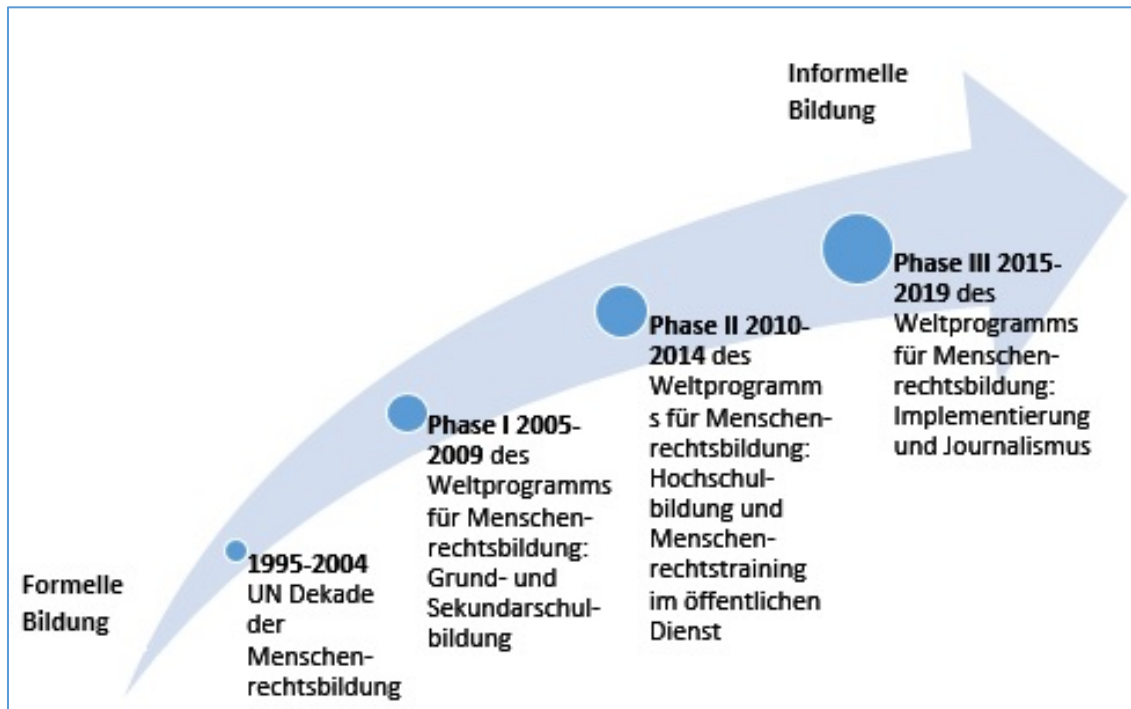 Informelle
Bildung
Formelle
Bildung
1995-2004
UN Dekade
der
Menschen-
rechtsbildung
Phase I 2005-
2009 des
Weltprogramms
für Menschen-
rechtsbildung:
Grund- und
Sekundarschul-
bildung
Phase II 2010-
2014 des
Weltprogramm
s für Menschen-
rechtsbildung:
Hochschul-
bildung und
Menschen-
rechtstraining
im öffentlichen
Dienst
Phase III 2015-
2019 des
Weltprogramms
für Menschen-
rechtsbildung:
Implementierung
und Journalismus